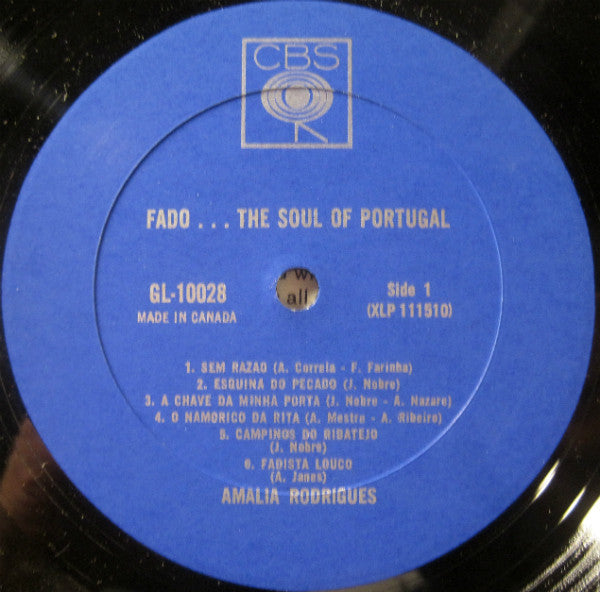 CBS
FADO . . . THE SOUL OF PORTUGAL
GL-10028
MADE IN CANADA
Side 1
(XLP 111510)
all
1. SEM RAZAO (A. Correia - F. Farinha)
2. ESQUINA DO PECADO (J. Nobre)
3. A CHAVE DA MINHA PORTA (J. Nobre - A. Nazare)
4. O NAMORICO DA RITA (A. Mestre - A. Ribeiro)
5. CAMPINOS DO RIBATEJO
(J. Nobre)
6. FADISTA LOUCO
(A. Janes)
AMALIA RODRIGUES